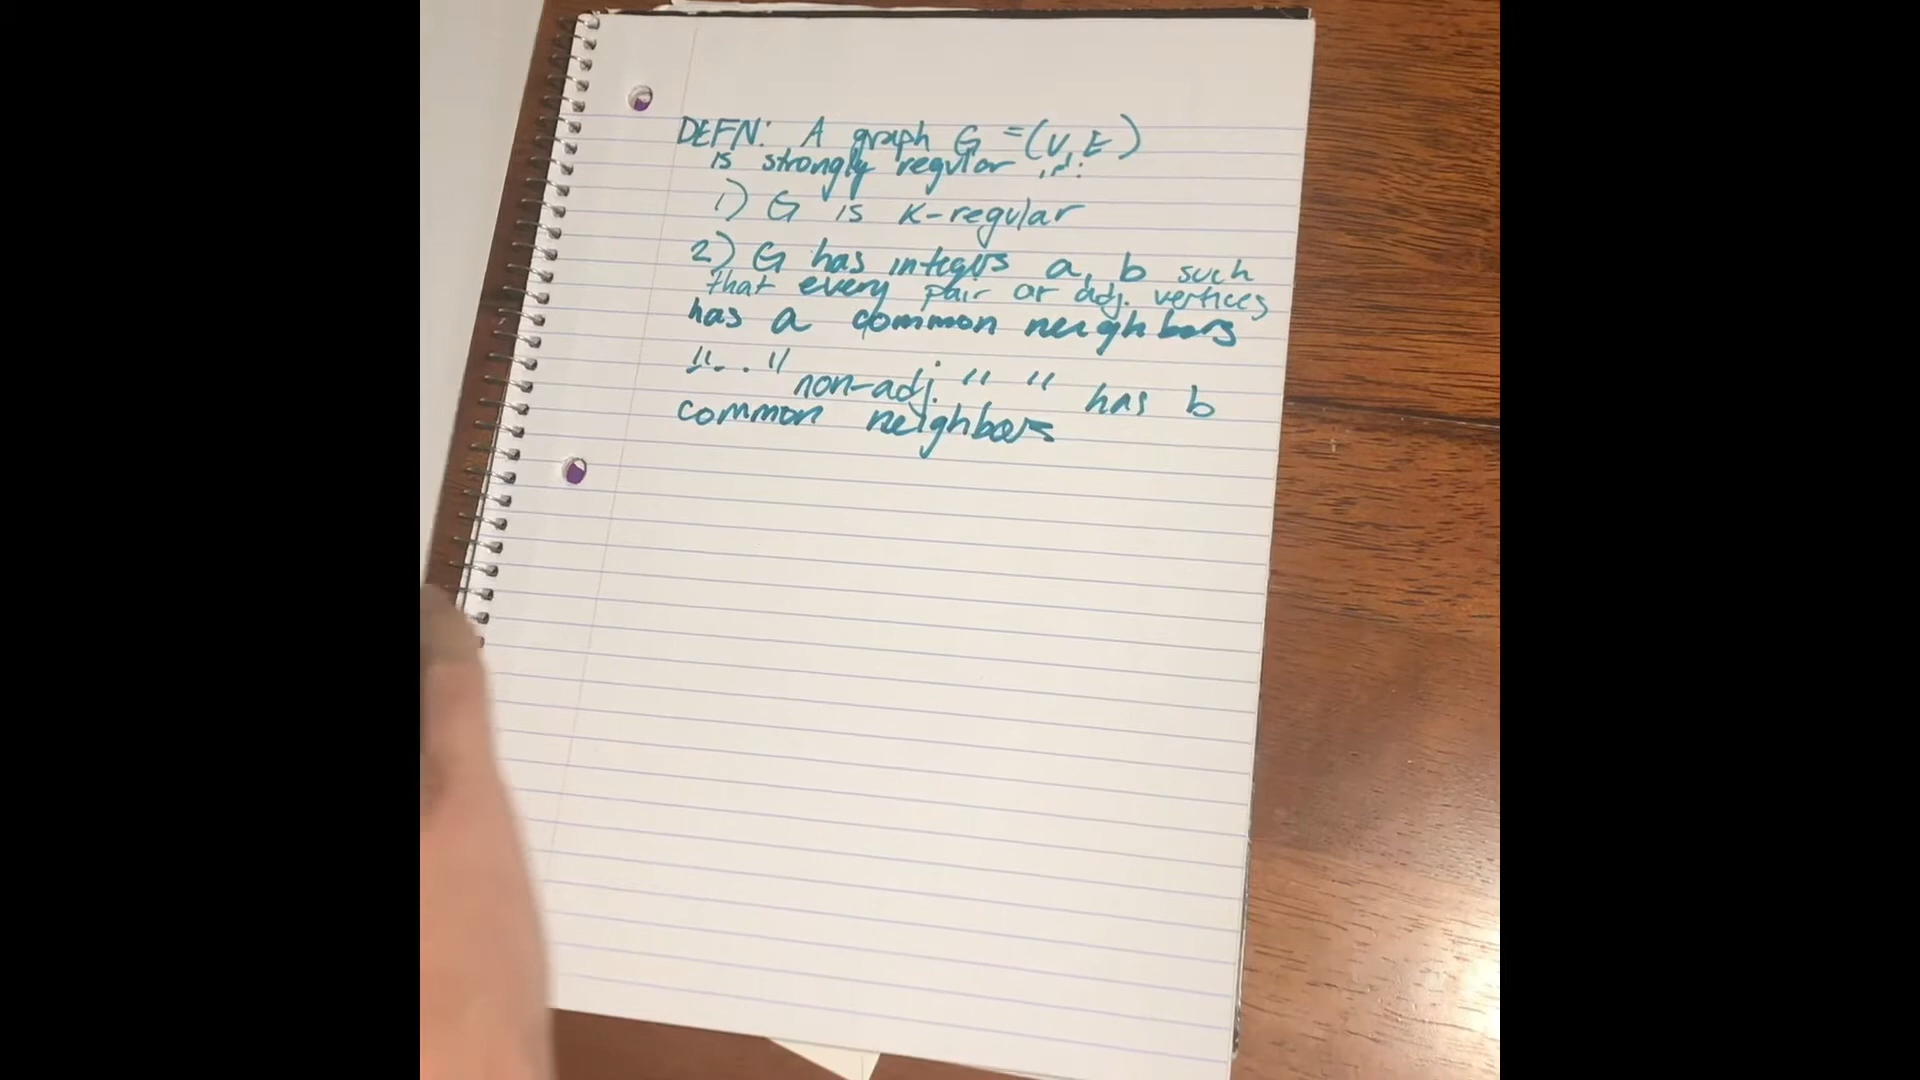 DEFN: A graph G = (V, E)
is strongly regular if:
1) G is k-regular
2) G has integers a, b such
that every pair of adj. vertices
has a common neighbors
"..." non-adj. " " has b
common neighbors